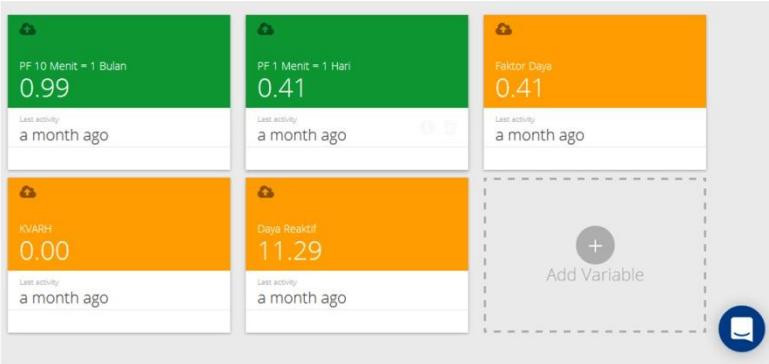 PF 10 Menit = 1 Bulan
0.99
Last activity
a month ago
PF 1 Menit = 1 Hari
0.41
Last activity
a month ago
Faktor Daya
0.41
Last activity
a month ago
KVARH
0.00
Last activity
a month ago
Daya Reaktif
11.29
Last activity
a month ago
+
Add Variable